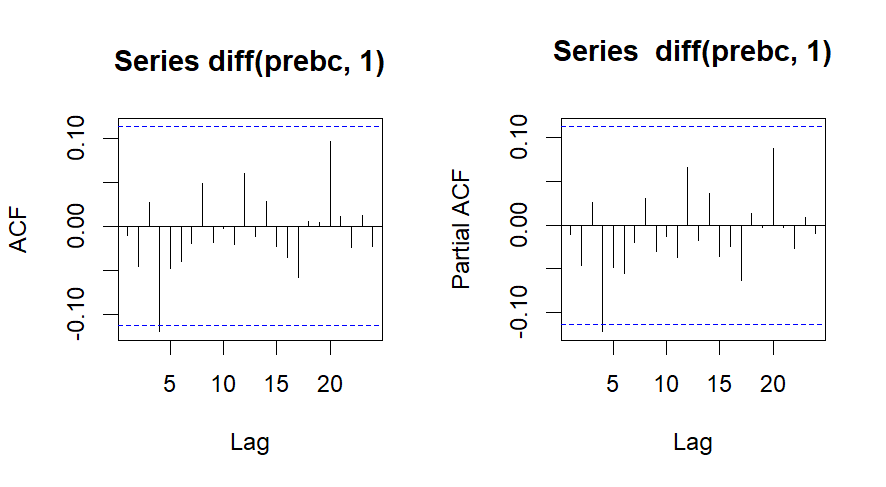 Series diff(prebc, 1)
ACF
-0.10 0.00 0.10
5 10 15 20
Lag
Series diff(prebc, 1)
Partial ACF
-0.10 0.00 0.10
5 10 15 20
Lag